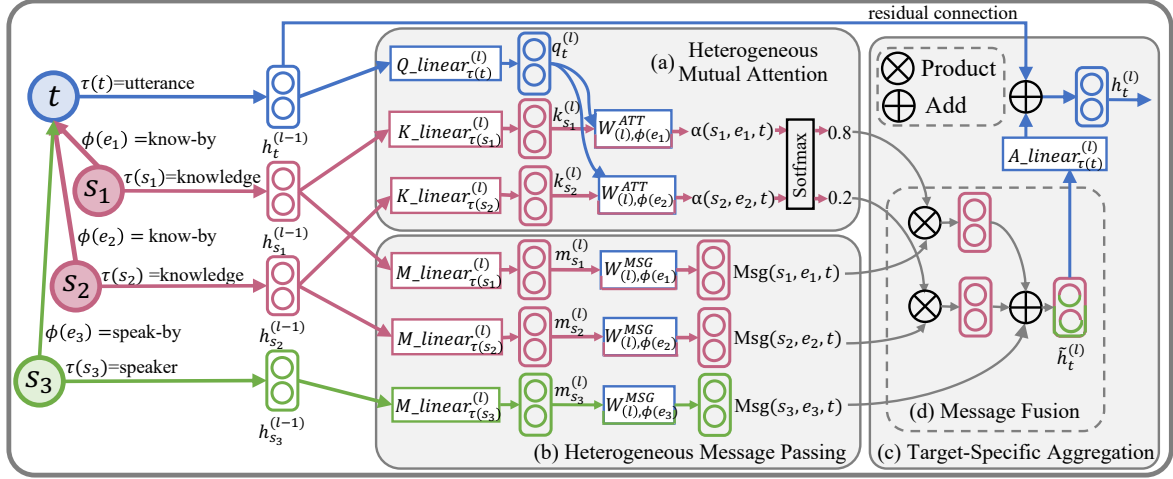 residual connection
t
τ(t)=utterance
h_t^(l-1)
Q_linear_τ(t)^(l)
q_t^(l)
(a) Heterogeneous
Mutual Attention
Product
Add
h_t^(l)
ϕ(e₁) =know-by
s₁
τ(s₁)=knowledge
h_s₁^(l-1)
K_linear_τ(s₁)^(l)
k_s₁^(l)
W_(l),ϕ(e₁)^ATT
α(s₁, e₁, t)
Sotfmax
0.8
A_linear_τ(t)^(l)
K_linear_τ(s₂)^(l)
k_s₂^(l)
W_(l),ϕ(e₂)^ATT
α(s₂, e₂, t)
0.2
ϕ(e₂) = know-by
s₂
τ(s₂)=knowledge
h_s₂^(l-1)
M_linear_τ(s₁)^(l)
m_s₁^(l)
W_(l),ϕ(e₁)^MSG
Msg(s₁, e₁, t)
M_linear_τ(s₂)^(l)
m_s₂^(l)
W_(l),ϕ(e₂)^MSG
Msg(s₂, e₂, t)
h̃_t^(l)
ϕ(e₃) =speak-by
s₃
τ(s₃)=speaker
h_s₃^(l-1)
M_linear_τ(s₃)^(l)
m_s₃^(l)
W_(l),ϕ(e₃)^MSG
Msg(s₃, e₃, t)
(d) Message Fusion
(b) Heterogeneous Message Passing
(c) Target-Specific Aggregation